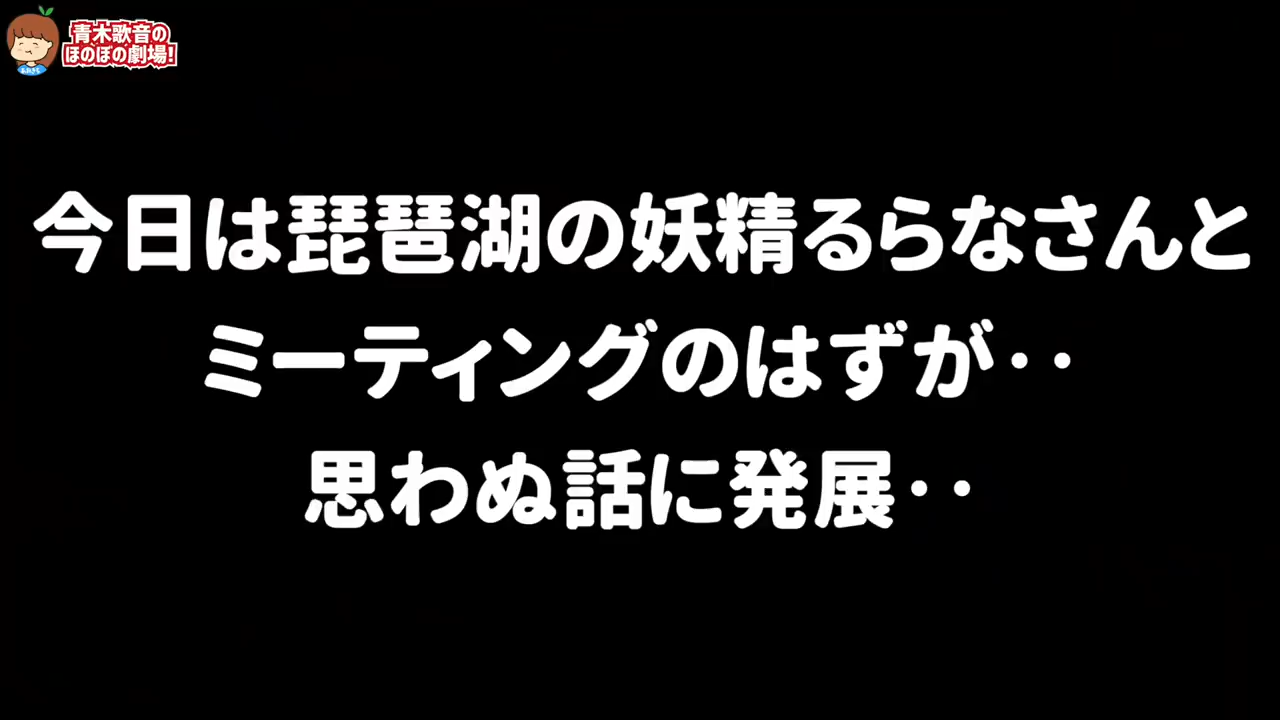 青木歌音の
ほのぼの劇場!
今日は琵琶湖の妖精るらなさんと
ミーティングのはずが‥
思わぬ話に発展‥